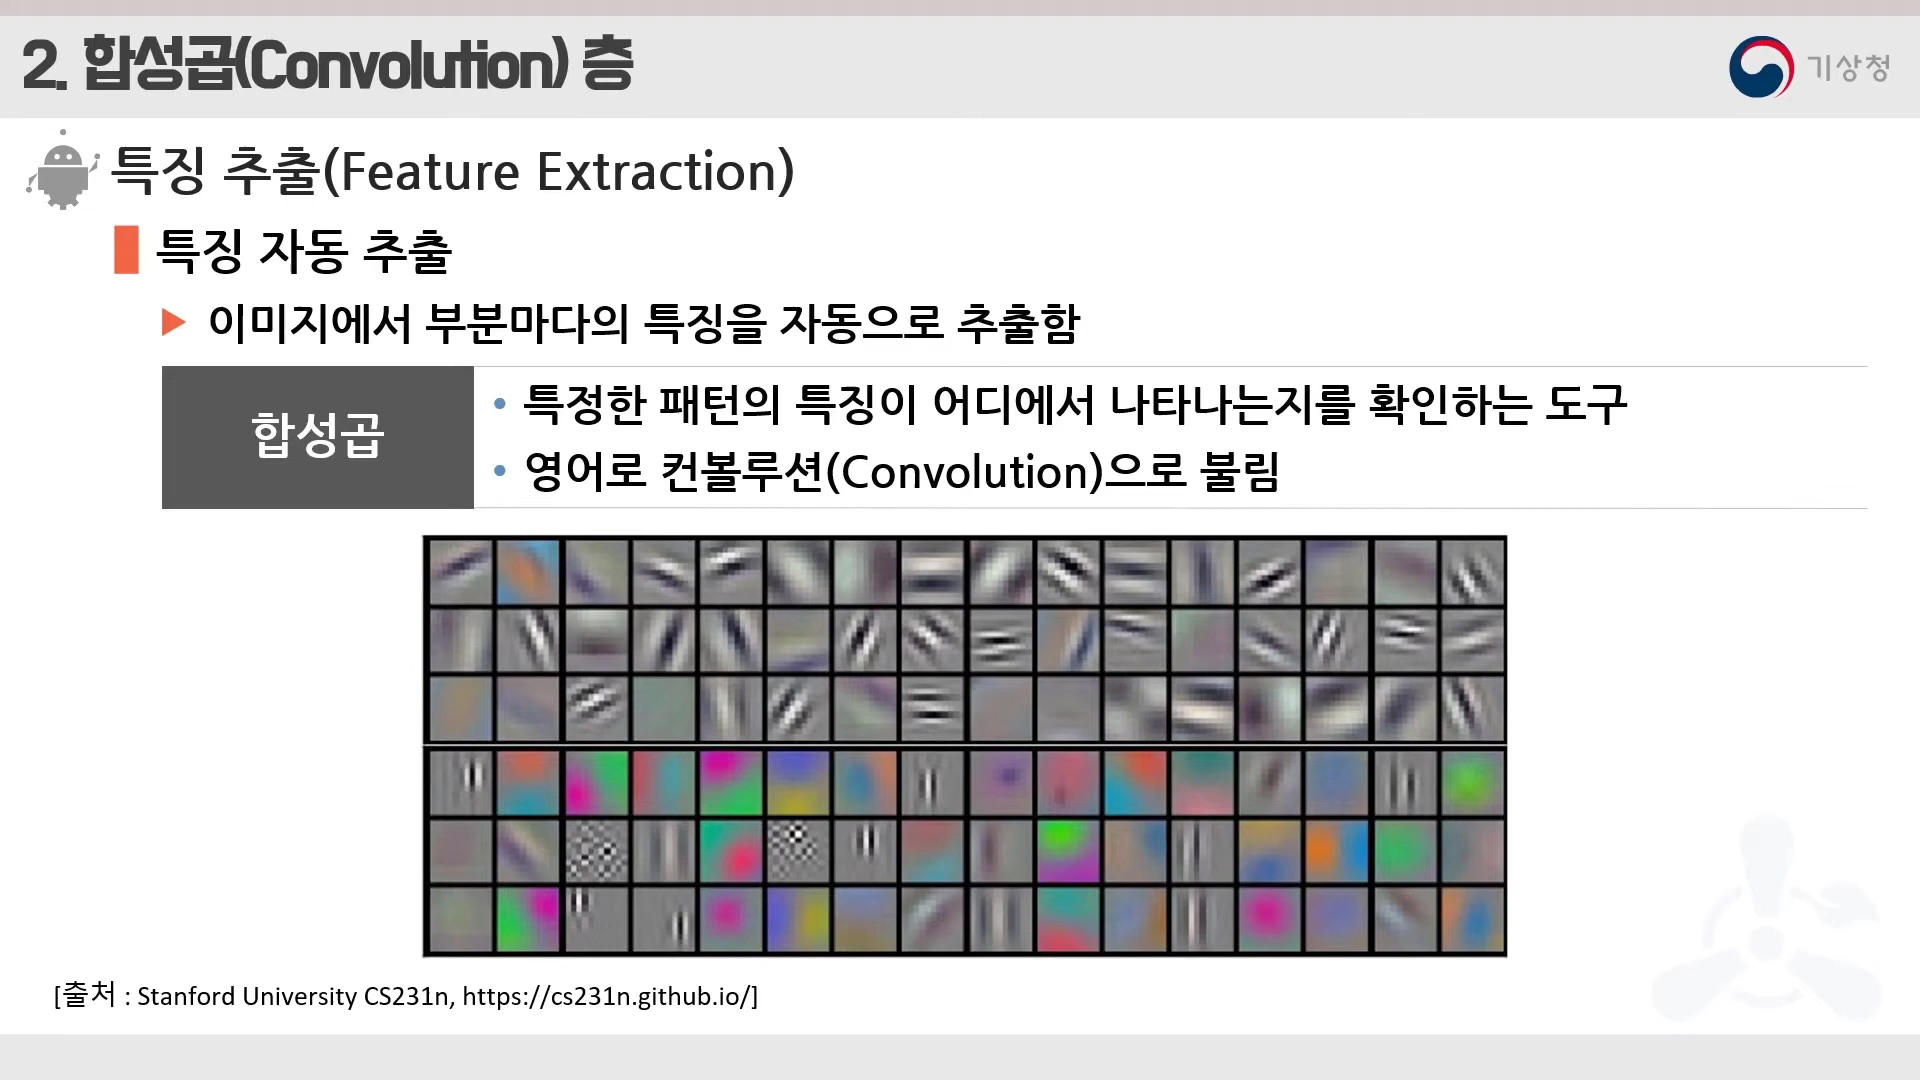 2. 합성곱(Convolution) 층
기상청
특징 추출(Feature Extraction)
특징 자동 추출
▶ 이미지에서 부분마다의 특징을 자동으로 추출함
합성곱
• 특정한 패턴의 특징이 어디에서 나타나는지를 확인하는 도구
• 영어로 컨볼루션(Convolution)으로 불림
[출처 : Stanford University CS231n, https://cs231n.github.io/]